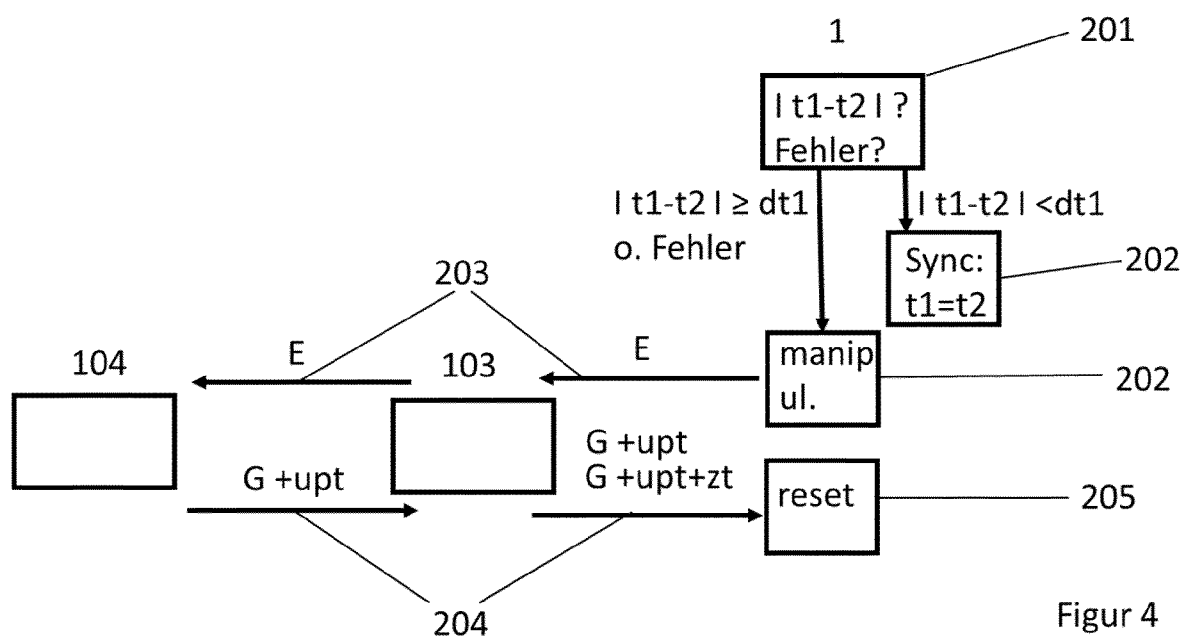 1
201
I t1-t2 I ?
Fehler?
I t1-t2 I ≥ dt1
o. Fehler
I t1-t2 I <dt1
Sync:
t1=t2
202
203
E
E
104
103
manip
ul.
202
G +upt
G +upt
G +upt+zt
reset
205
204
Figur 4